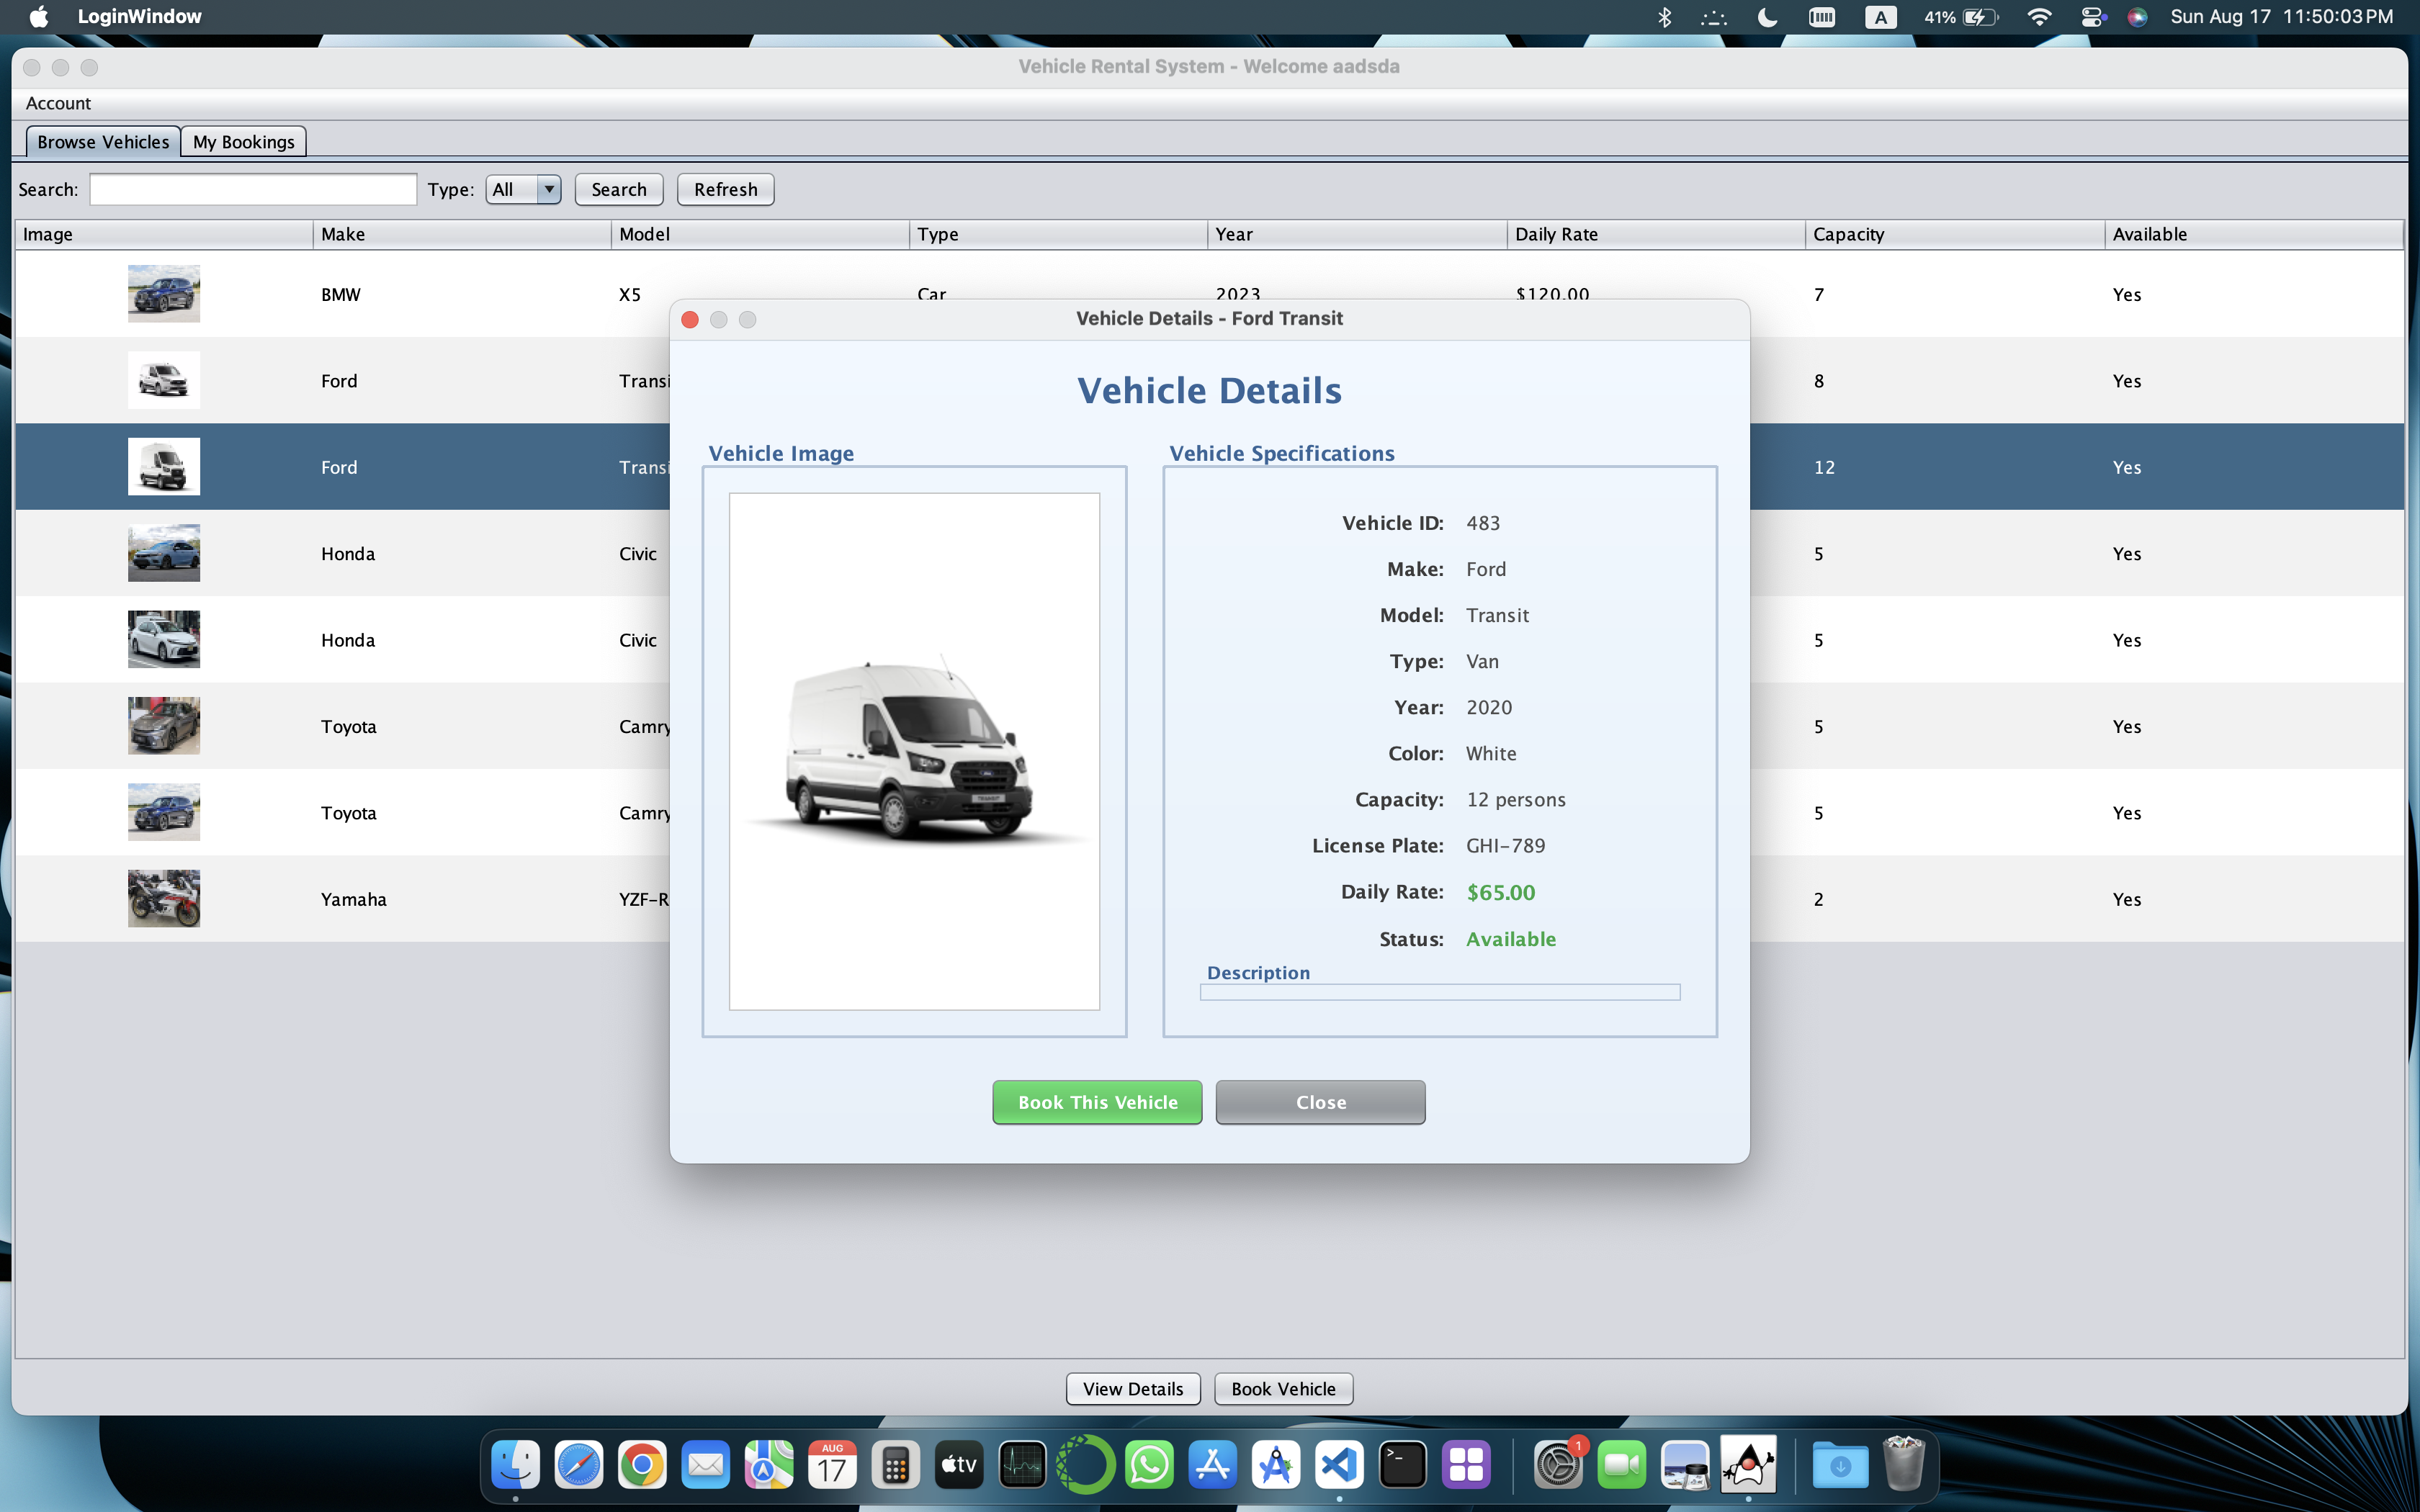 LoginWindow
A
41%
Sun Aug 17 11:50:03 PM
Vehicle Rental System - Welcome aadsda
Account
Browse Vehicles My Bookings
Search: Type: All Search Refresh
Image Make Model Type Year Daily Rate Capacity Available
BMW X5 Car 2023 $120.00 7 Yes
Ford Transi 8 Yes
Ford Transi 12 Yes
Honda Civic 5 Yes
Honda Civic 5 Yes
Toyota Camry 5 Yes
Toyota Camry 5 Yes
Yamaha YZF-R 2 Yes
Vehicle Details - Ford Transit
Vehicle Details
Vehicle Image
TRANSIT
Vehicle Specifications
Vehicle ID: 483
Make: Ford
Model: Transit
Type: Van
Year: 2020
Color: White
Capacity: 12 persons
License Plate: GHI-789
Daily Rate: $65.00
Status: Available
Description
Book This Vehicle Close
View Details Book Vehicle
AUG
17
tv
>_
1